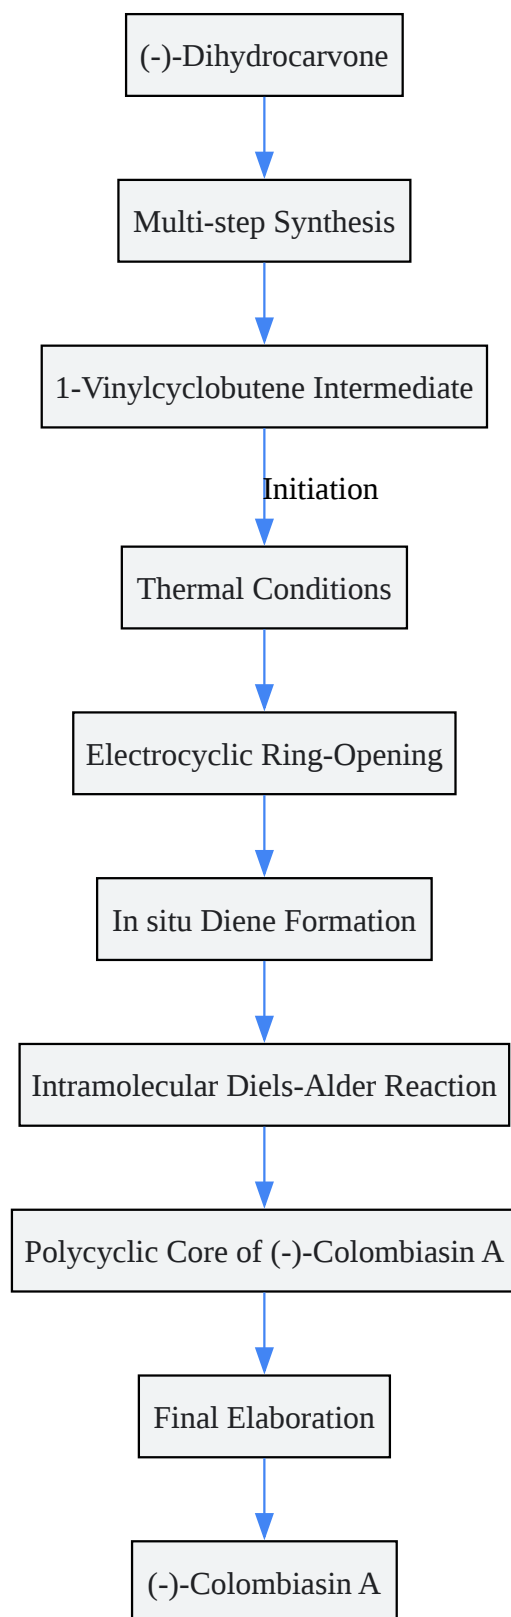 (-)-Dihydrocarvone
Multi-step Synthesis
1-Vinylcyclobutene Intermediate
Initiation
Thermal Conditions
Electrocyclic Ring-Opening
In situ Diene Formation
Intramolecular Diels-Alder Reaction
Polycyclic Core of (-)-Colombiasin A
Final Elaboration
(-)-Colombiasin A